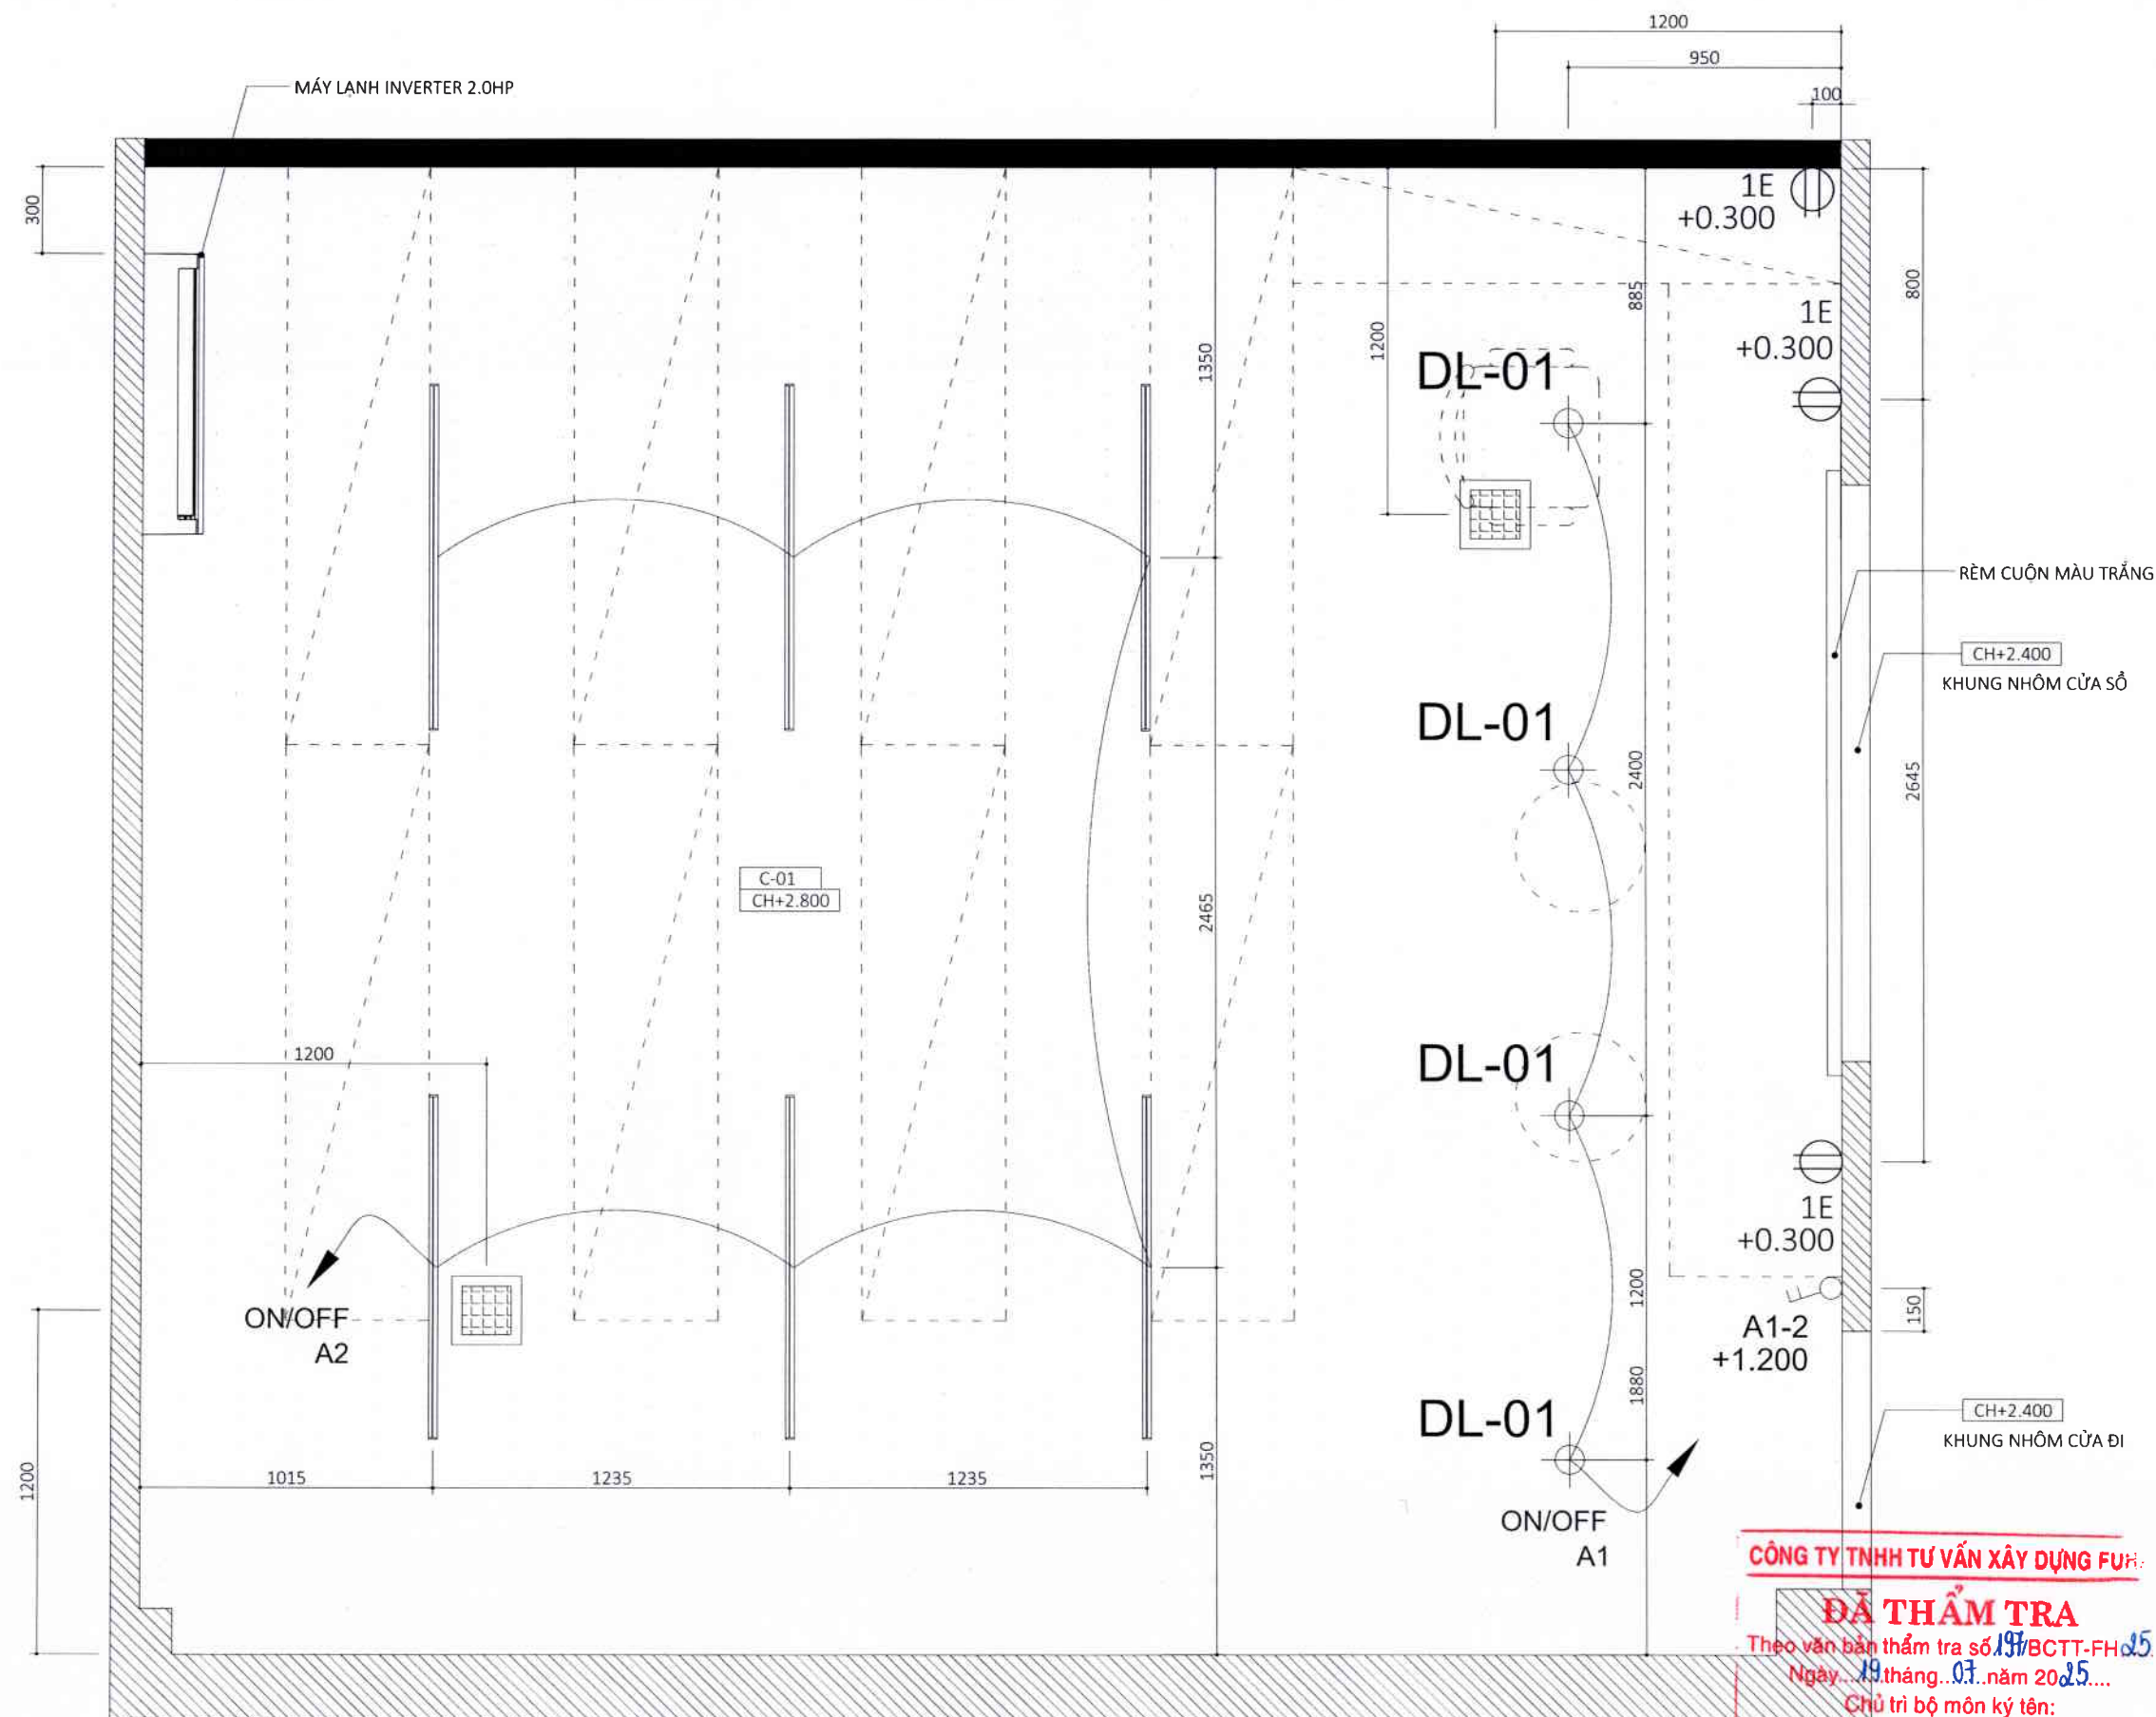 1200
950
100
MÁY LẠNH INVERTER 2.0HP
300
1E
+0.300
800
885
1E
+0.300
1200
1350
DL-01
RÈM CUỘN MÀU TRẮNG
CH+2.400
KHUNG NHÔM CỬA SỔ
DL-01
2400
2645
C-01
CH+2.800
2465
1200
DL-01
1E
+0.300
1200
150
ON/OFF
A2
A1-2
+1.200
1880
DL-01
CH+2.400
KHUNG NHÔM CỬA ĐI
1350
1200
1015
1235
1235
ON/OFF
A1
CÔNG TY TNHH TƯ VẤN XÂY DỰNG
ĐÃ THẨM TRA
Theo văn bản thẩm tra số 197/BCTT-FH 25
Ngày...19.tháng...07..năm 2025....
Chủ trì bộ môn ký tên: